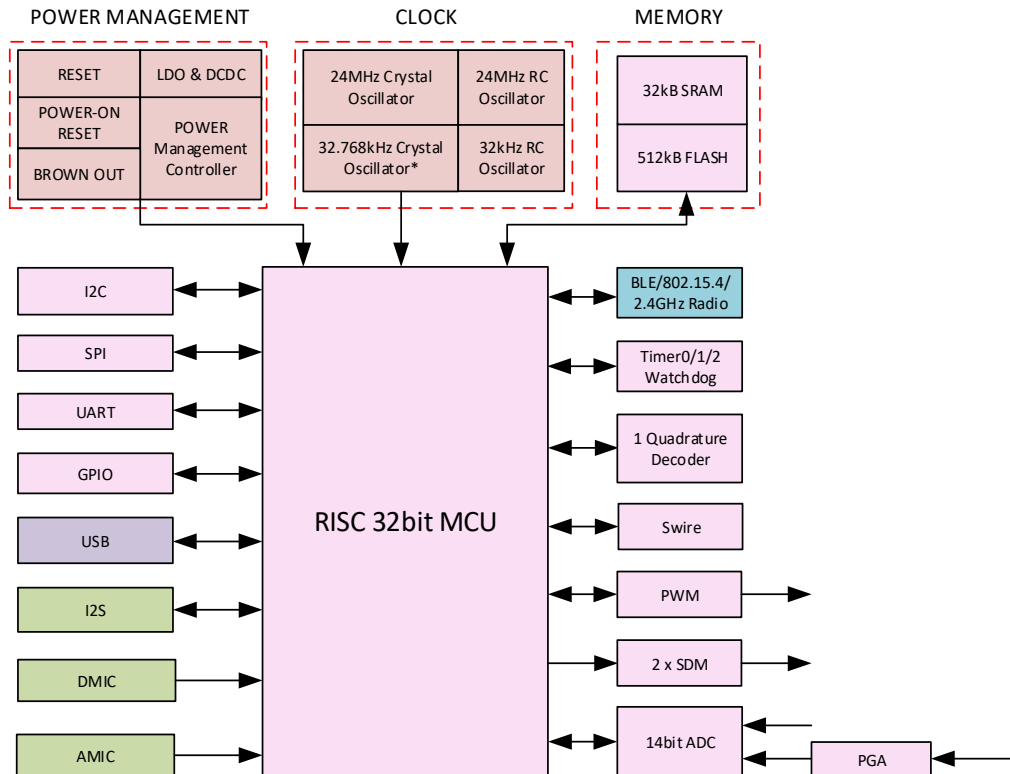 POWER MANAGEMENT
CLOCK
MEMORY
RESET
LDO & DCDC
POWER-ON
RESET
POWER
Management
Controller
BROWN OUT
24MHz Crystal
Oscillator
24MHz RC
Oscillator
32.768kHz Crystal
Oscillator*
32kHz RC
Oscillator
32kB SRAM
512kB FLASH
I2C
SPI
UART
GPIO
USB
I2S
DMIC
AMIC
RISC 32bit MCU
BLE/802.15.4/
2.4GHz Radio
Timer0/1/2
Watchdog
1 Quadrature
Decoder
Swire
PWM
2 x SDM
14bit ADC
PGA